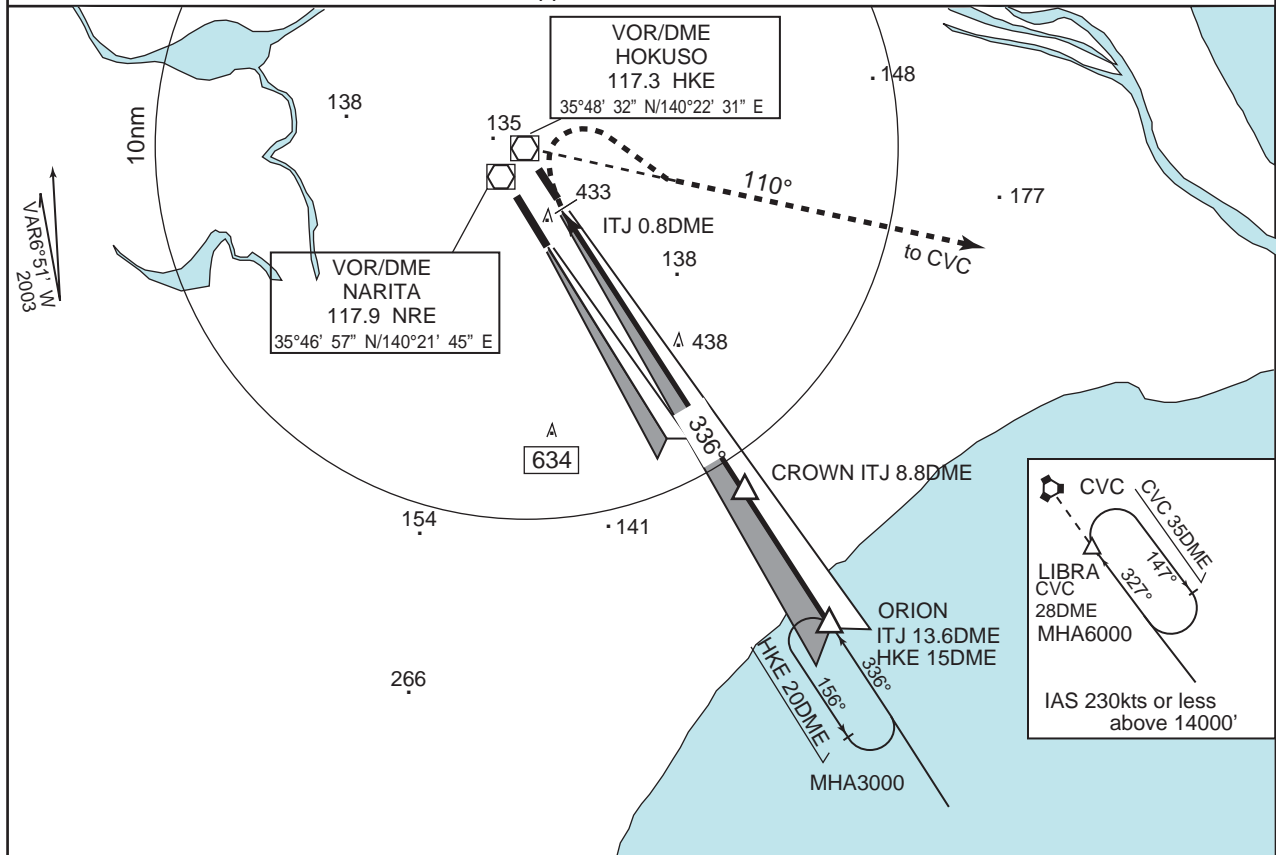 VOR/DME
HOKUSO
117.3 HKE
35°48' 32" N/140°22' 31" E
148
138
135
10nm
110°
177
433
ITJ 0.8DME
to CVC
VAR6°51' W
2003
138
VOR/DME
NARITA
117.9 NRE
35°46' 57" N/140°21' 45" E
438
336°
634
CROWN ITJ 8.8DME
154
141
CVC
CVC 35DME
147°
327°
LIBRA
CVC
28DME
MHA6000
IAS 230kts or less
above 14000'
ORION
ITJ 13.6DME
HKE 15DME
HKE 20DME
156°
336°
266
MHA3000